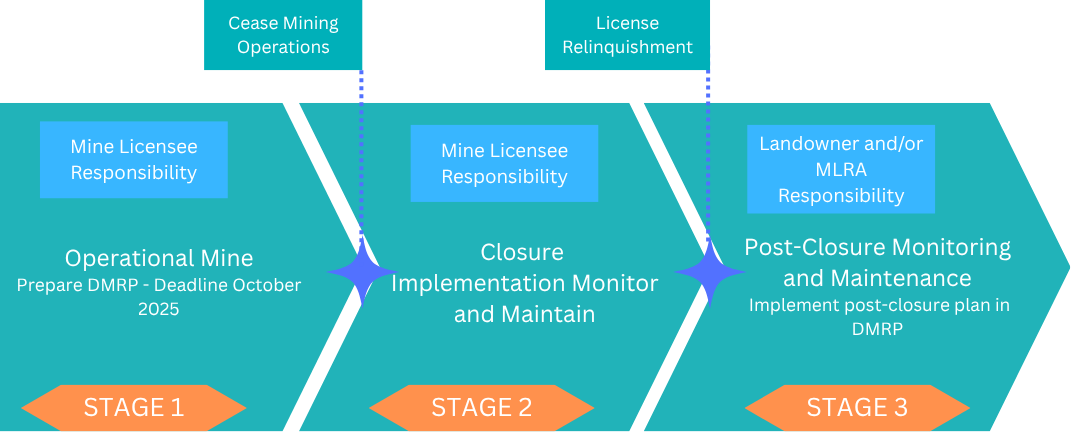 Cease Mining
Operations
License
Relinquishment
Mine Licensee
Responsibility
Operational Mine
Prepare DMRP - Deadline October
2025
STAGE 1
Mine Licensee
Responsibility
Closure
Implementation Monitor
and Maintain
STAGE 2
Landowner and/or
MLRA
Responsibility
Post-Closure Monitoring
and Maintenance
Implement post-closure plan in
DMRP
STAGE 3